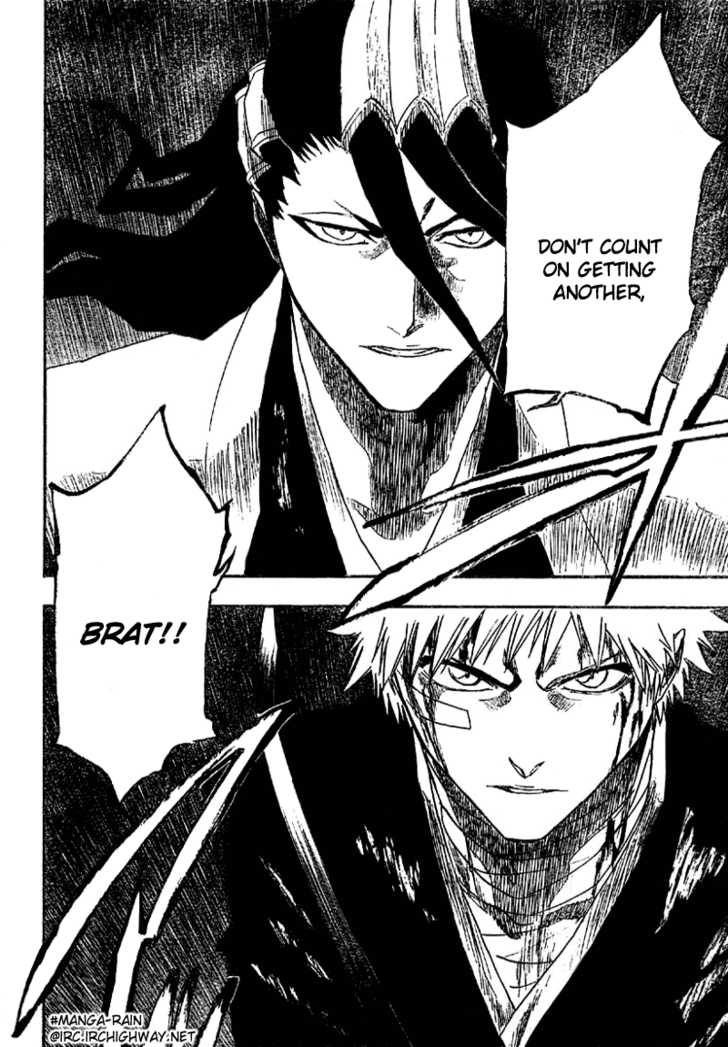 DON'T COUNT
ON GETTING
ANOTHER,
BRAT!!
#MANGA-RAIN
@IRC.IRCHIGHWAY.NET